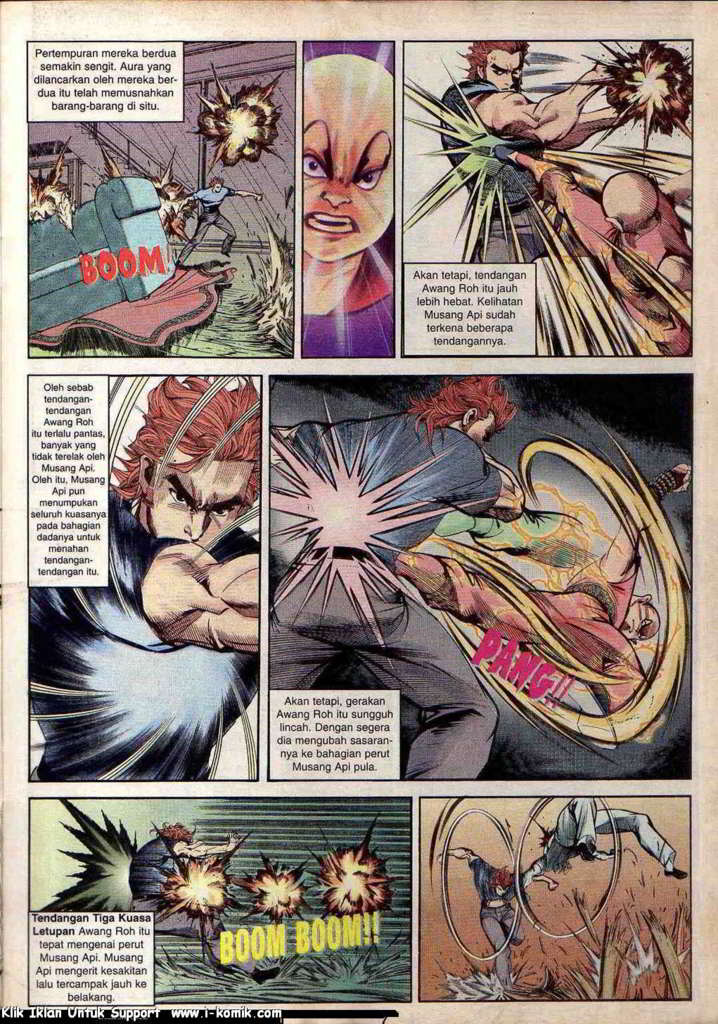 Pertempuran mereka berdua
semakin sengit. Aura yang
dilancarkan oleh mereka ber-
dua itu telah memusnahkan
barang-barang di situ.
BOOM!
Akan tetapi, tendangan
Awang Roh itu jauh
lebih hebat. Kelihatan
Musang Api sudah
terkena beberapa
tendangannya.
Oleh sebab
tendangan-
tendangan
Awang Roh
itu terlalu pantas,
banyak yang
tidak terelak oleh
Musang Api.
Oleh itu, Musang
Api pun
menumpukan
seluruh kuasanya
pada bahagian
dadanya untuk
menahan
tendangan-
tendangan itu.
PANG!!
Akan tetapi, gerakan
Awang Roh itu sungguh
lincah. Dengan segera
dia mengubah sasaran-
nya ke bahagian perut
Musang Api pula.
BOOM BOOM!!
Tendangan Tiga Kuasa
Letupan Awang Roh itu
tepat mengenai perut
Musang Api. Musang
Api mengerit kesakitan
lalu tercampak jauh ke
belakang.
Klik Iklan Untuk Support www.i-komik.com